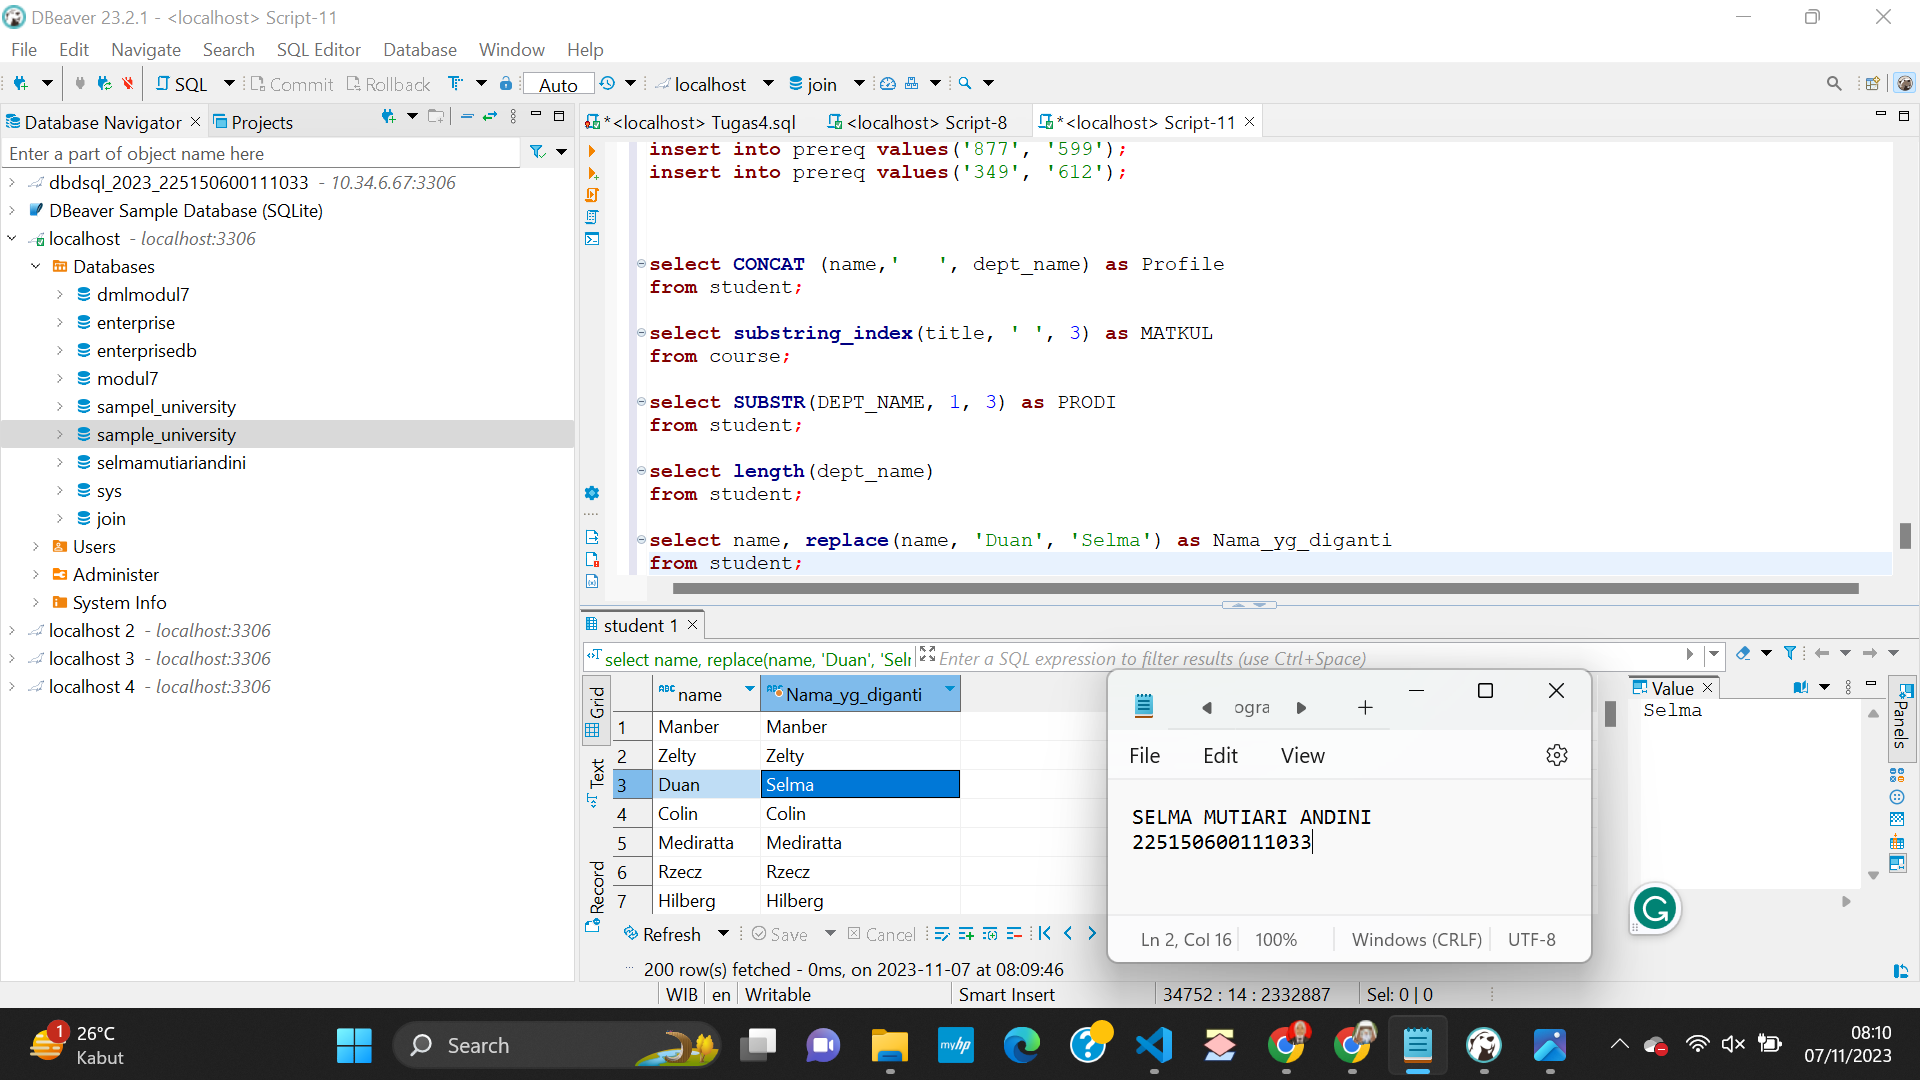 DBeaver 23.2.1 - <localhost> Script-11
File Edit Navigate Search SQL Editor Database Window Help
SQL Commit Rollback Auto localhost join
Database Navigator Projects
*<localhost> Tugas4.sql <localhost> Script-8 *<localhost> Script-11
Enter a part of object name here
dbdsql_2023_225150600111033 - 10.34.6.67:3306
DBeaver Sample Database (SQLite)
localhost - localhost:3306
Databases
dmlmodul7
enterprise
enterprisedb
modul7
sampel_university
sample_university
selmamutiariandini
sys
join
Users
Administer
System Info
localhost 2 - localhost:3306
localhost 3 - localhost:3306
localhost 4 - localhost:3306
insert into prereq values('877', '599');
insert into prereq values('349', '612');
select CONCAT (name,'   ', dept_name) as Profile
from student;
select substring_index(title, ' ', 3) as MATKUL
from course;
select SUBSTR(DEPT_NAME, 1, 3) as PRODI
from student;
select length(dept_name)
from student;
select name, replace(name, 'Duan', 'Selma') as Nama_yg_diganti
from student;
student 1
select name, replace(name, 'Duan', 'Selm Enter a SQL expression to filter results (use Ctrl+Space)
Grid
Text
Record
ABC name ABC Nama_yg_diganti
1 Manber Manber
2 Zelty Zelty
3 Duan Selma
4 Colin Colin
5 Mediratta Mediratta
6 Rzecz Rzecz
7 Hilberg Hilberg
Refresh Save Cancel
200 row(s) fetched - 0ms, on 2023-11-07 at 08:09:46
Value
Selma
Panels
ogra
File Edit View
SELMA MUTIARI ANDINI
225150600111033
Ln 2, Col 16 100% Windows (CRLF) UTF-8
WIB en Writable Smart Insert 34752 : 14 : 2332887 Sel: 0 | 0
1
26°C
Kabut
Search
myhp
08:10
07/11/2023